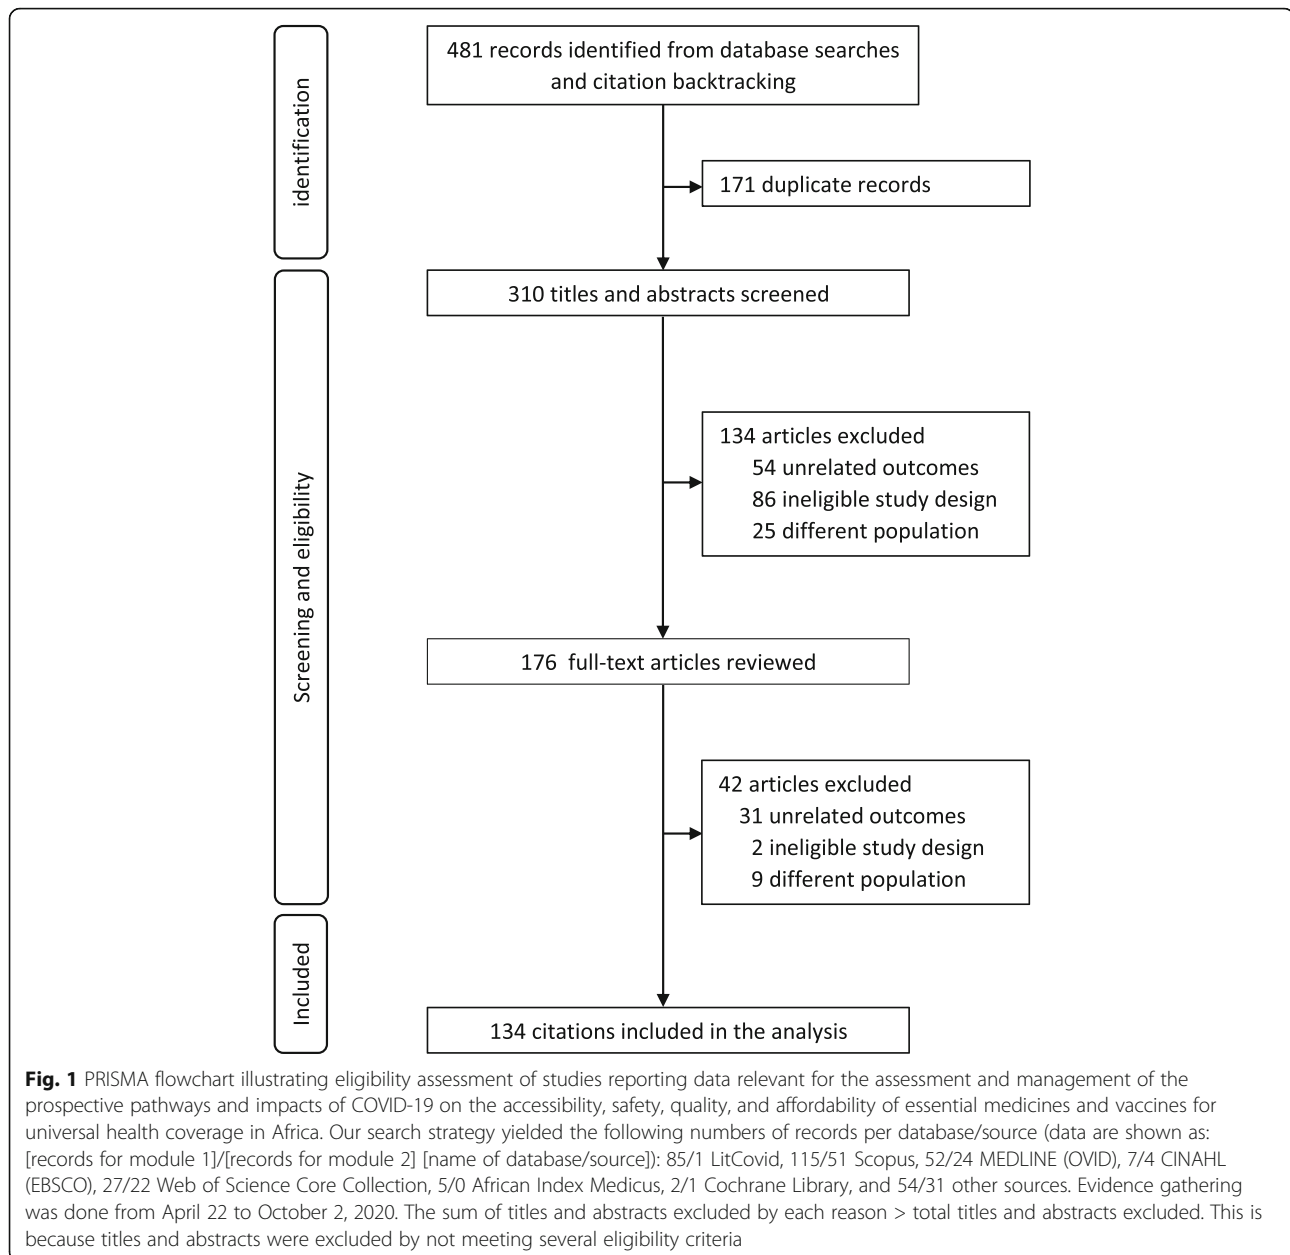 identification
481 records identified from database searches
and citation backtracking
171 duplicate records
Screening and eligibility
310 titles and abstracts screened
134 articles excluded
54 unrelated outcomes
86 ineligible study design
25 different population
176 full-text articles reviewed
42 articles excluded
31 unrelated outcomes
2 ineligible study design
9 different population
Included
134 citations included in the analysis
Fig. 1 PRISMA flowchart illustrating eligibility assessment of studies reporting data relevant for the assessment and management of the
prospective pathways and impacts of COVID-19 on the accessibility, safety, quality, and affordability of essential medicines and vaccines for
universal health coverage in Africa. Our search strategy yielded the following numbers of records per database/source (data are shown as:
[records for module 1]/[records for module 2] [name of database/source]): 85/1 LitCovid, 115/51 Scopus, 52/24 MEDLINE (OVID), 7/4 CINAHL
(EBSCO), 27/22 Web of Science Core Collection, 5/0 African Index Medicus, 2/1 Cochrane Library, and 54/31 other sources. Evidence gathering
was done from April 22 to October 2, 2020. The sum of titles and abstracts excluded by each reason > total titles and abstracts excluded. This is
because titles and abstracts were excluded by not meeting several eligibility criteria